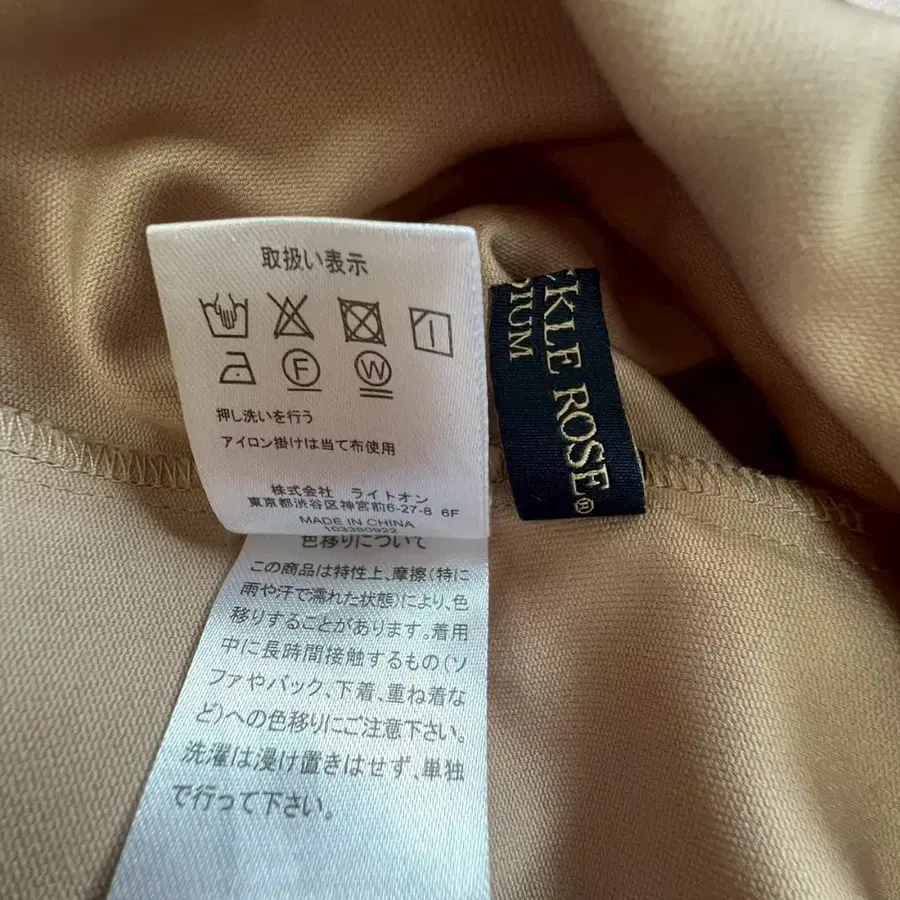 取扱い表示
F
W
押し洗いを行う
アイロン掛けは当て布使用
株式会社 ライトオン
東京都渋谷区神宮前6-27-8 6F
MADE IN CHINA
103380922
色移りについて
この商品は特性上、摩擦(特に
雨や汗で濡れた状態)により、色
移りすることがあります。着用
中に長時間接触するもの(ソ
ファやバック、下着、重ね着な
ど)への色移りにご注意下さい。
洗濯は浸け置きはせず、単独
で行って下さい。
KLE ROSE®
DIUM